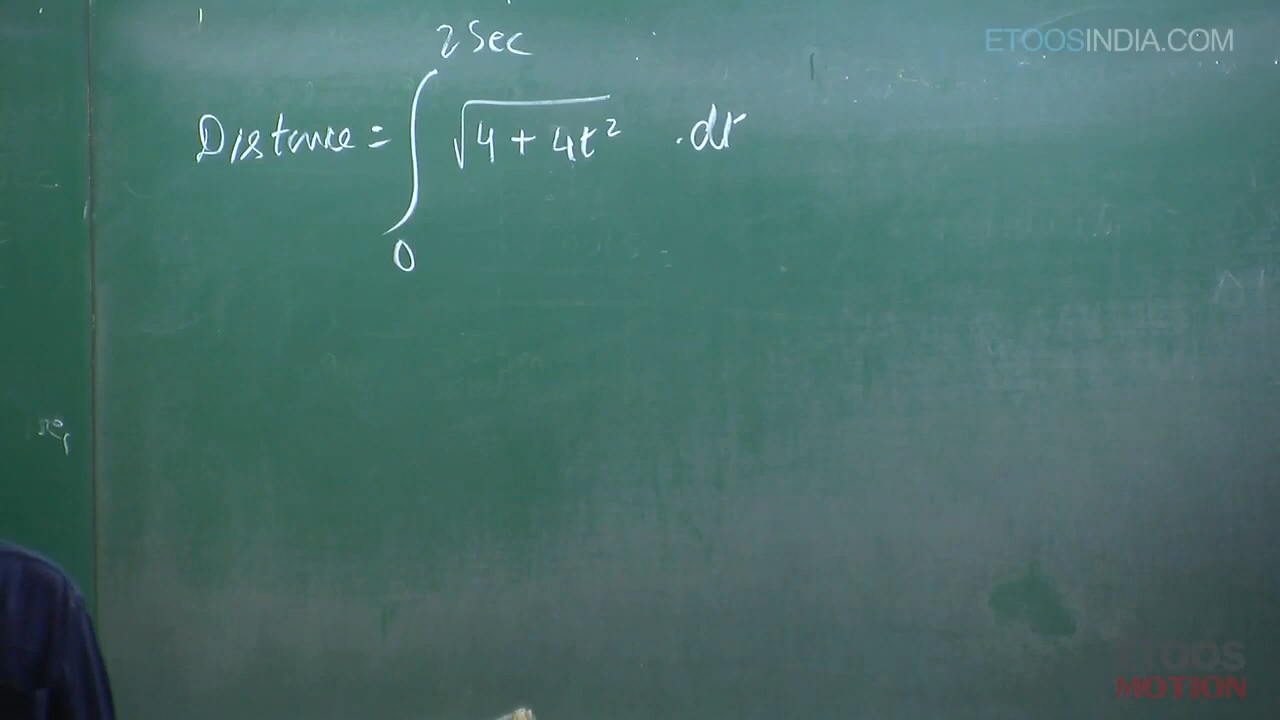 ETOOSINDIA.COM
2 Sec
Distance = ∫ √4 + 4t² .dt
0
ETOOS
MOTION